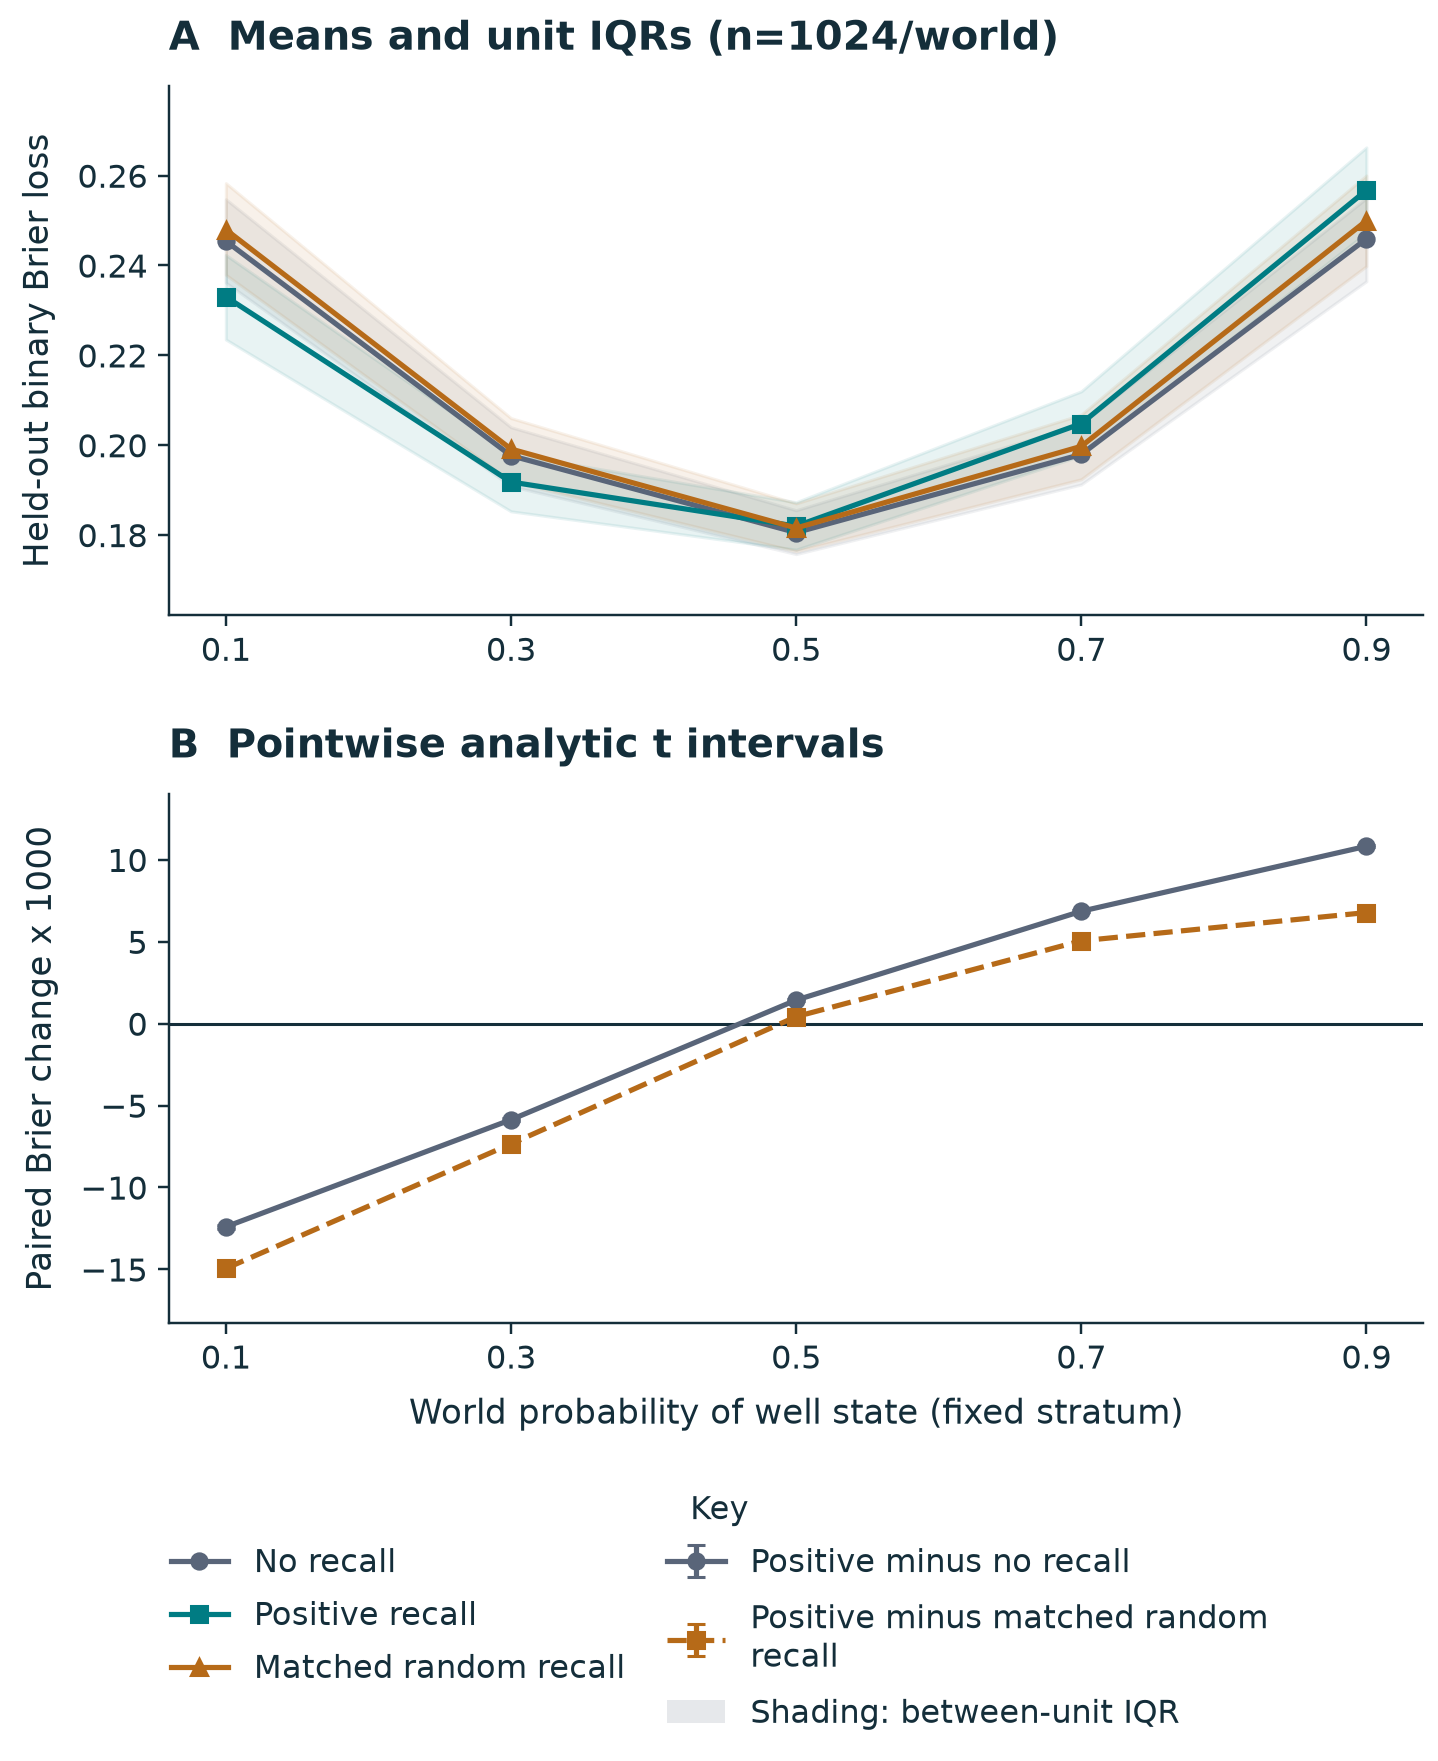 A  Means and unit IQRs (n=1024/world)
Held-out binary Brier loss
0.26
0.24
0.22
0.20
0.18
0.1 0.3 0.5 0.7 0.9
B  Pointwise analytic t intervals
Paired Brier change x 1000
10
5
0
−5
−10
−15
0.1 0.3 0.5 0.7 0.9
World probability of well state (fixed stratum)
Key
No recall
Positive recall
Matched random recall
Positive minus no recall
Positive minus matched random
recall
Shading: between-unit IQR